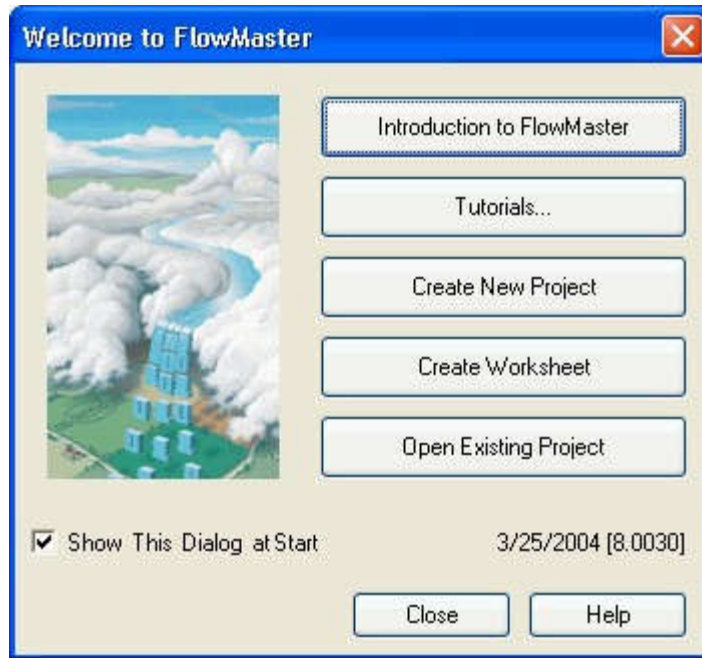 Welcome to FlowMaster
Introduction to FlowMaster
Tutorials...
Create New Project
Create Worksheet
Open Existing Project
Show This Dialog at Start
3/25/2004 [8.0030]
Close
Help